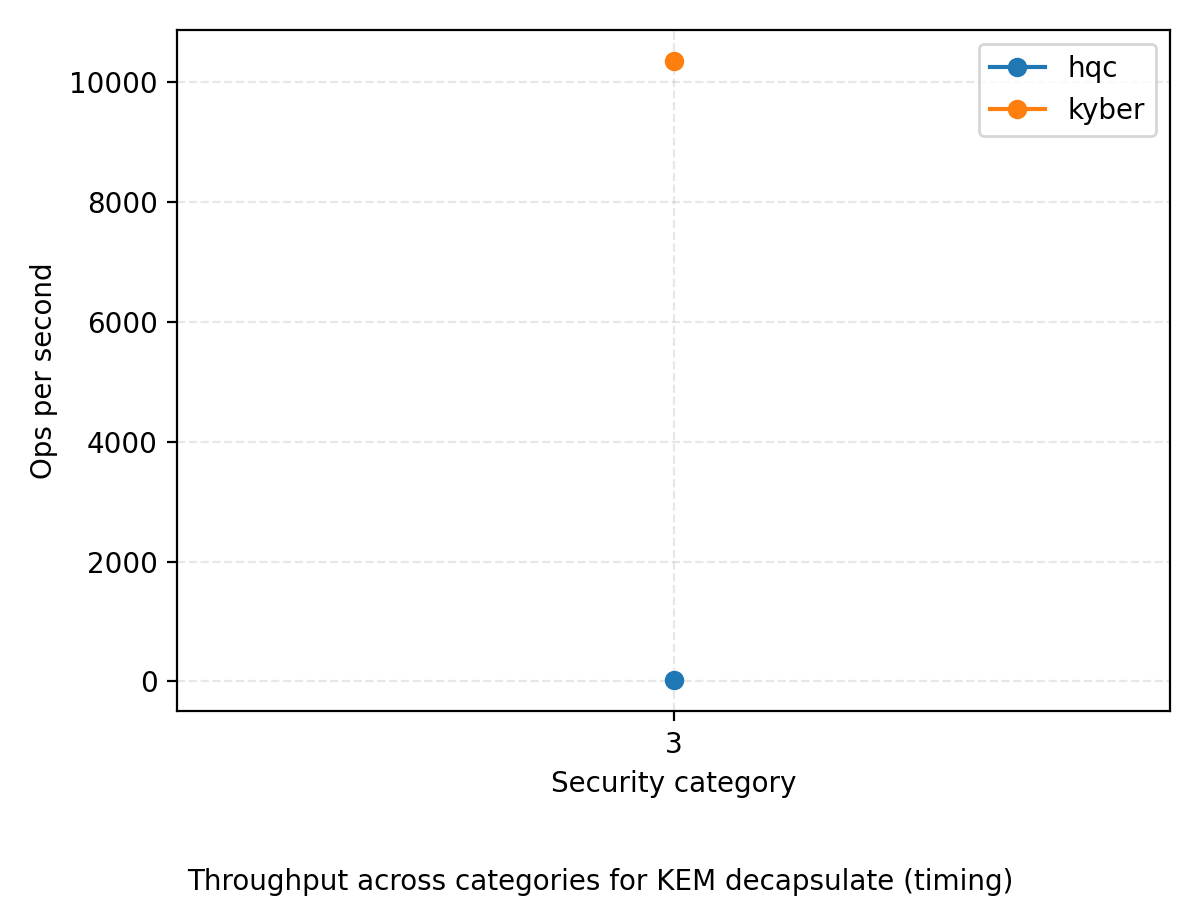 10000
8000
6000
4000
2000
0
Ops per second
hqc
kyber
3
Security category
Throughput across categories for KEM decapsulate (timing)